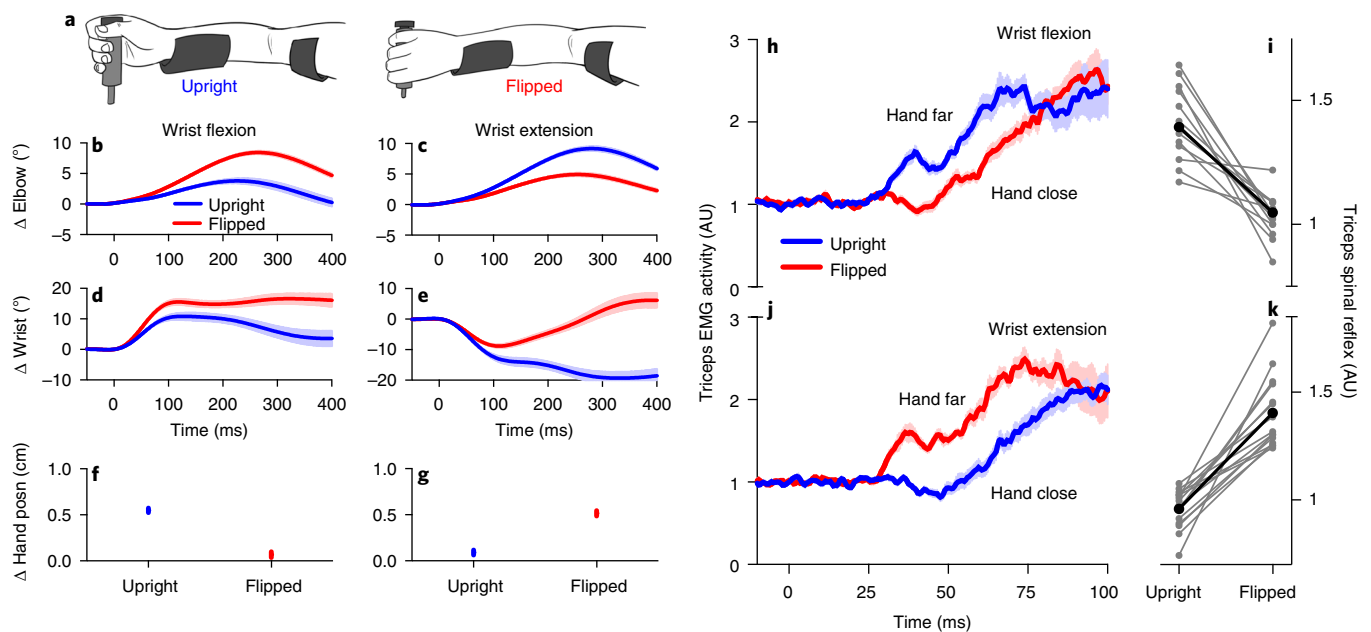 a
Upright
Flipped
b
Wrist flexion
Δ Elbow (°)
10
5
0
–5
Upright
Flipped
0
100
200
300
400
ms
c
Wrist extension
10
5
0
–5
0
100
200
300
400
ms
d
Δ Wrist (°)
20
10
0
–10
0
100
200
300
400
Time (ms)
e
0
–10
–20
0
100
200
300
400
Time (ms)
f
Δ Hand posn (cm)
1.0
0.5
0.0
Upright
Flipped
g
1.0
0.5
0.0
Upright
Flipped
h
Wrist flexion
Hand far
Hand close
Upright
Flipped
3
2
1
0
Triceps EMG activity (AU)
i
1.5
1
Triceps spinal reflex (AU)
j
Wrist extension
Hand far
Hand close
3
2
1
0
0
25
50
75
100
Time (ms)
k
1.5
1
Upright
Flipped